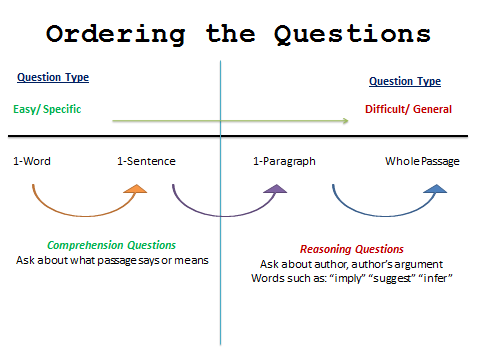 Ordering the Questions
Question Type
Question Type
Easy/ Specific
Difficult/ General
1-Word
1-Sentence
1-Paragraph
Whole Passage
Comprehension Questions
Ask about what passage says or means
Reasoning Questions
Ask about author, author's argument
Words such as: "imply" "suggest" "infer"